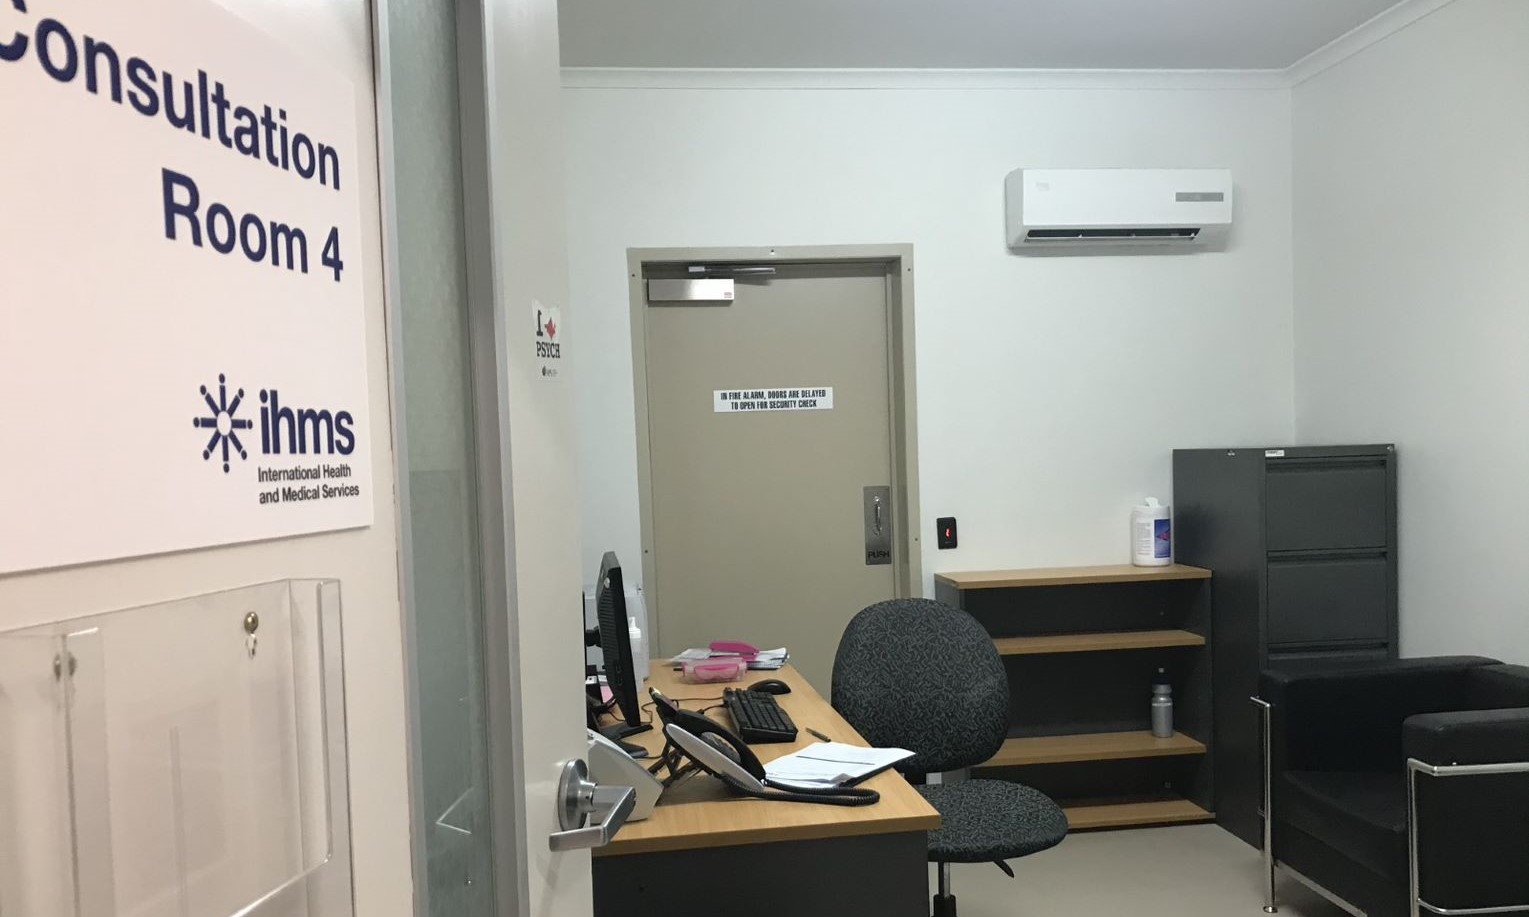 Consultation
Room 4
ihms
International Health
and Medical Services
I
PSYCH
IN FIRE ALARM, DOORS ARE DELAYED
TO OPEN FOR SECURITY CHECK
PUSH